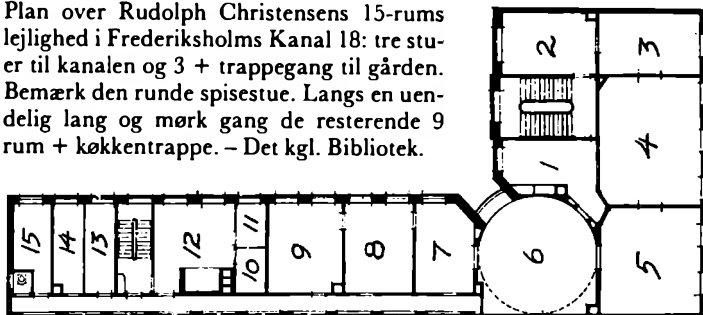 Plan over Rudolph Christensens 15-rums
lejlighed i Frederiksholms Kanal 18: tre stu-
er til kanalen og 3 + trappegang til gården.
Bemærk den runde spisestue. Langs en uen-
delig lang og mørk gang de resterende 9
rum + køkkentrappe. – Det kgl. Bibliotek.
2 3
1 4
15 14 13 12 11 10 9 8 7 6 5